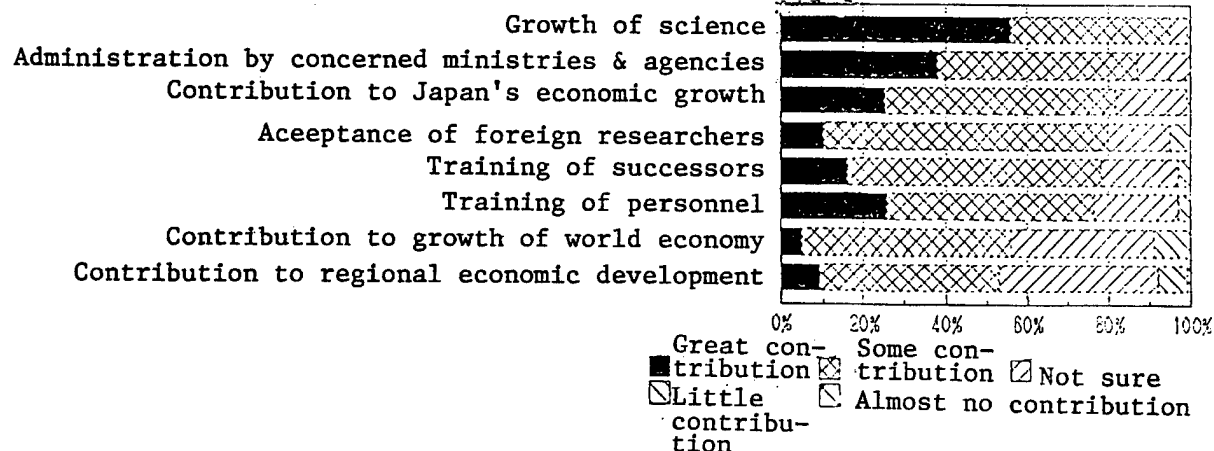 Growth of science
Administration by concerned ministries & agencies
Contribution to Japan's economic growth
Aceeptance of foreign researchers
Training of successors
Training of personnel
Contribution to growth of world economy
Contribution to regional economic development
0% 20% 40% 60% 80% 100%
Great con-
tribution
Some con-
tribution
Not sure
Little
contribu-
tion
Almost no contribution